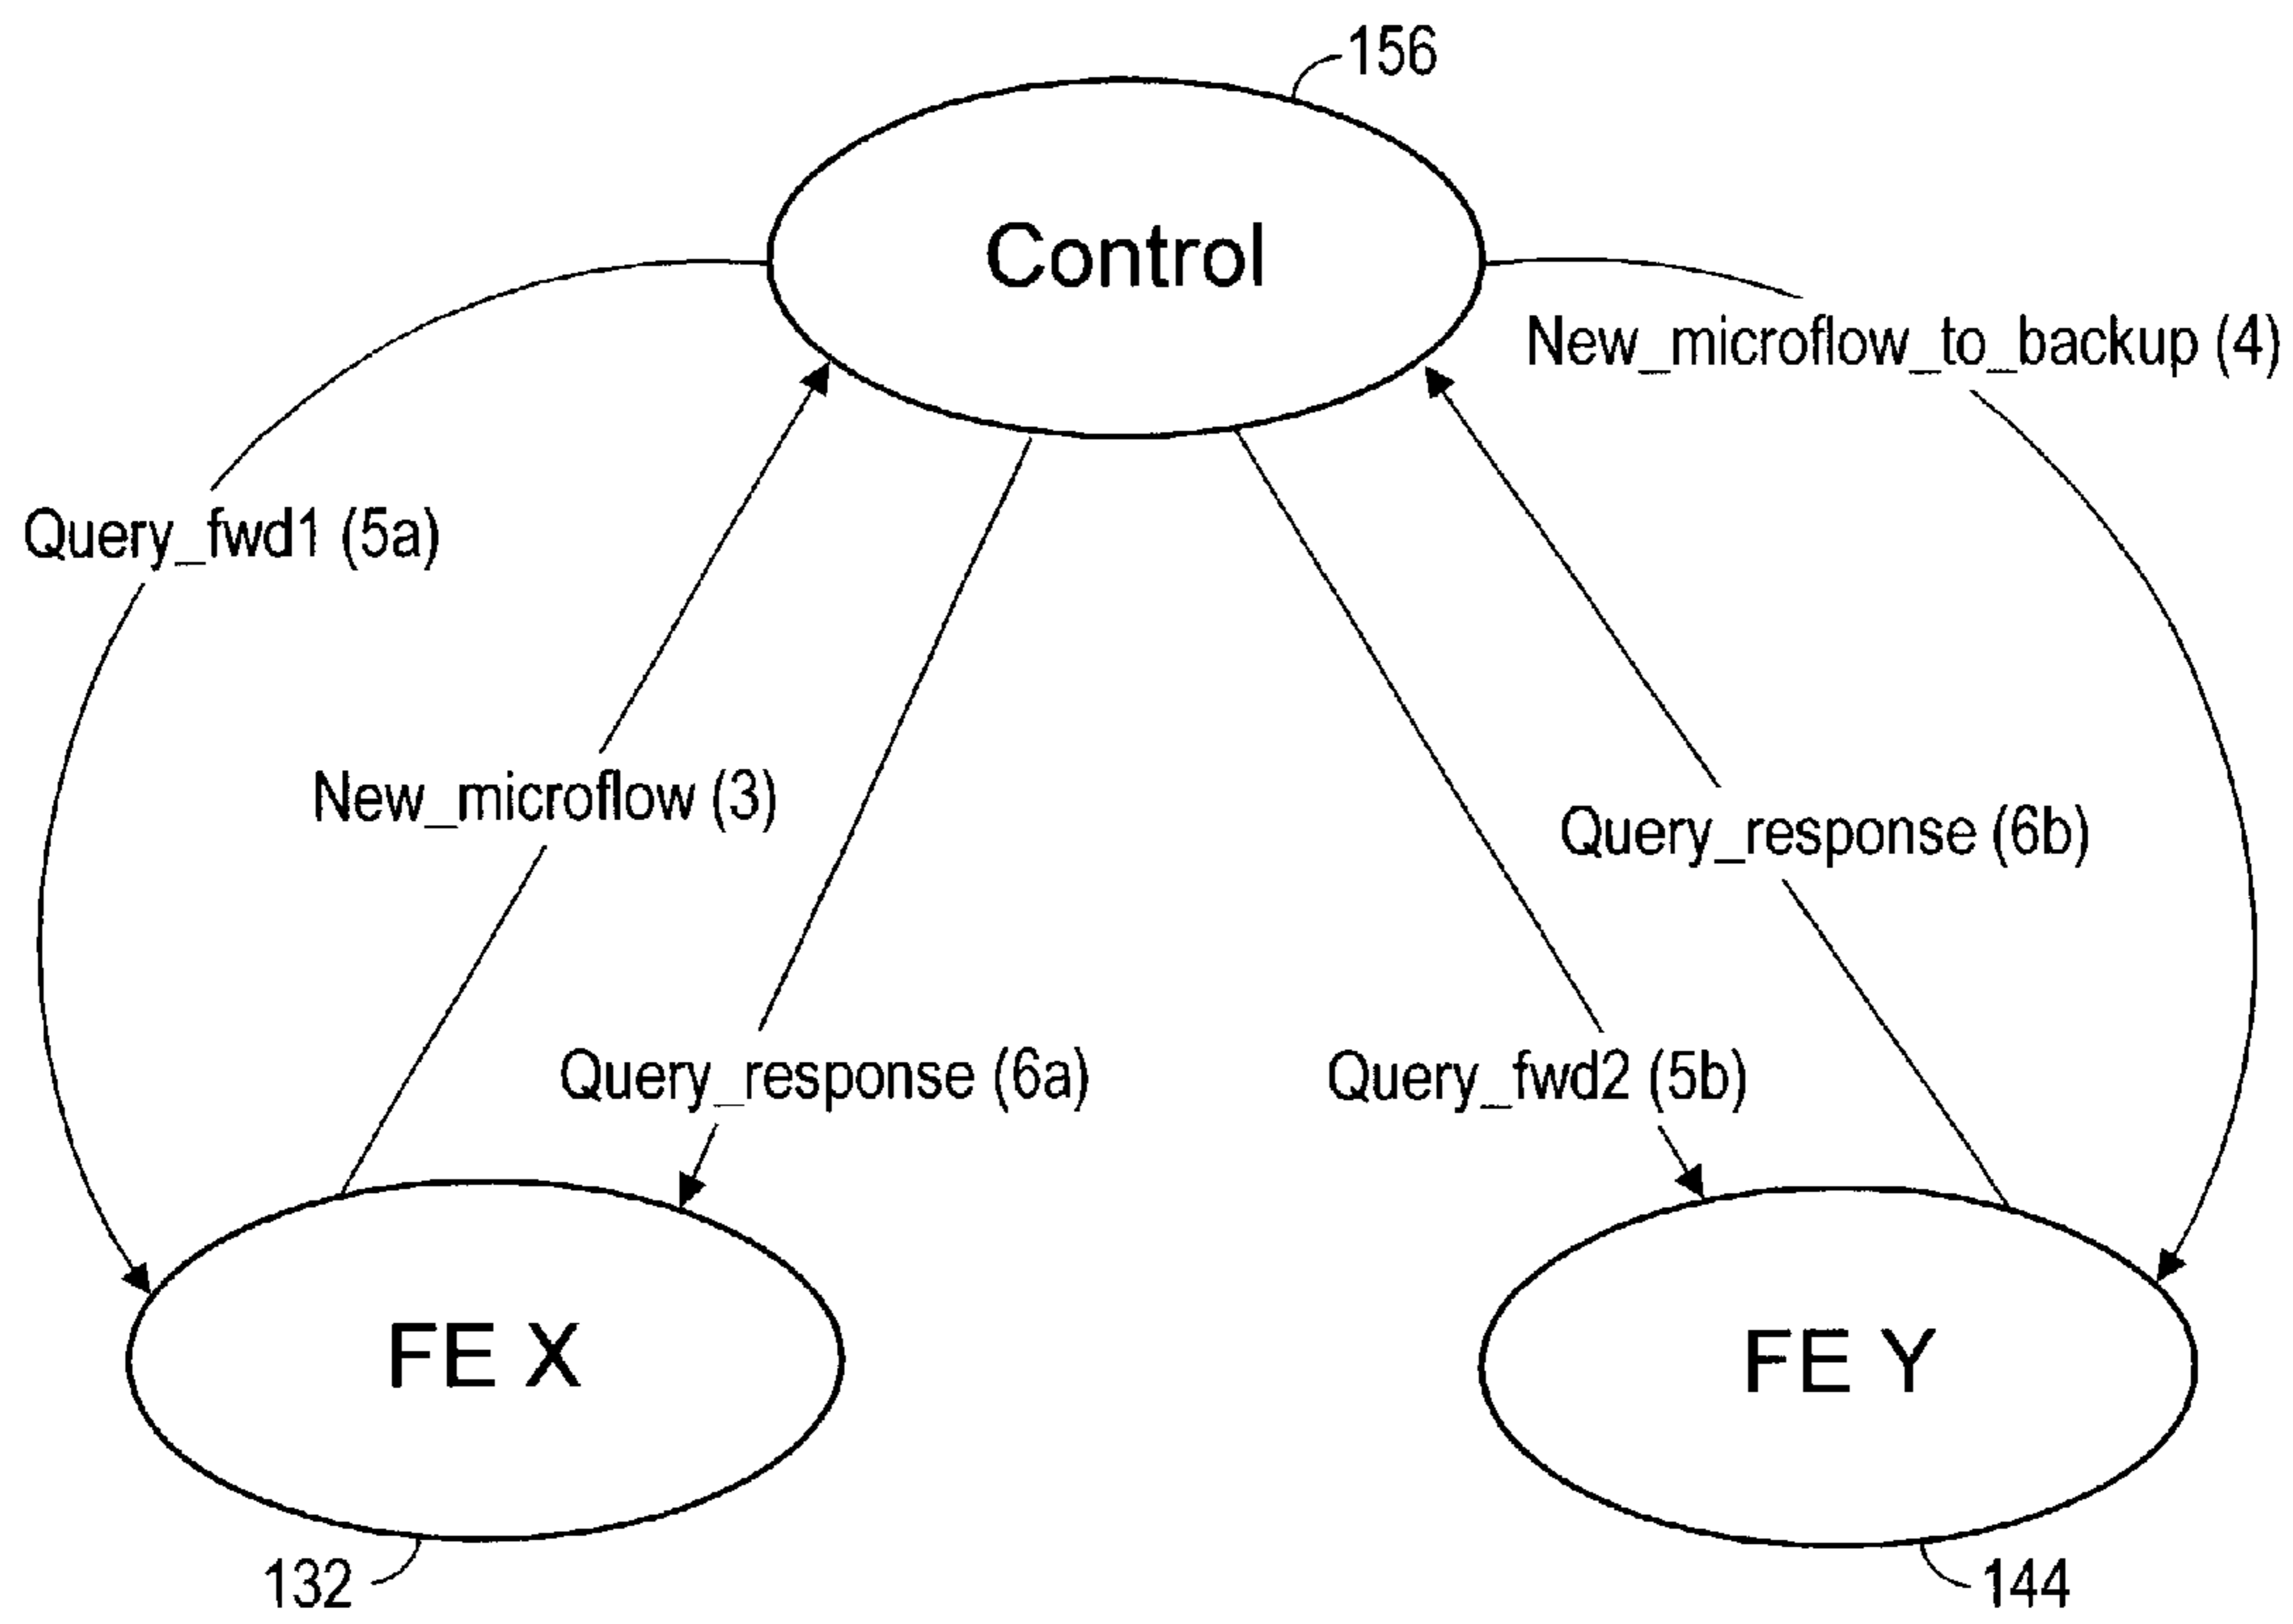 156
Control
New_microflow_to_backup (4)
Query_fwd1 (5a)
New_microflow (3)
Query_response (6b)
Query_response (6a)
Query_fwd2 (5b)
FE X
FE Y
132
144